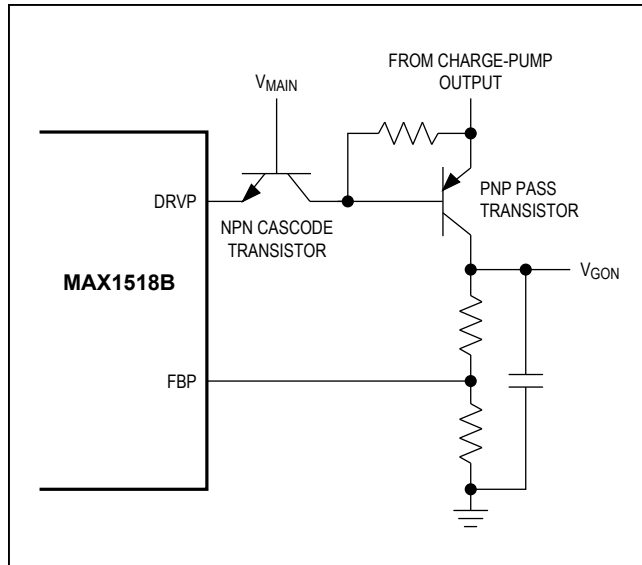 FROM CHARGE-PUMP
OUTPUT
VMAIN
PNP PASS
TRANSISTOR
DRVP
NPN CASCODE
TRANSISTOR
MAX1518B
VGON
FBP